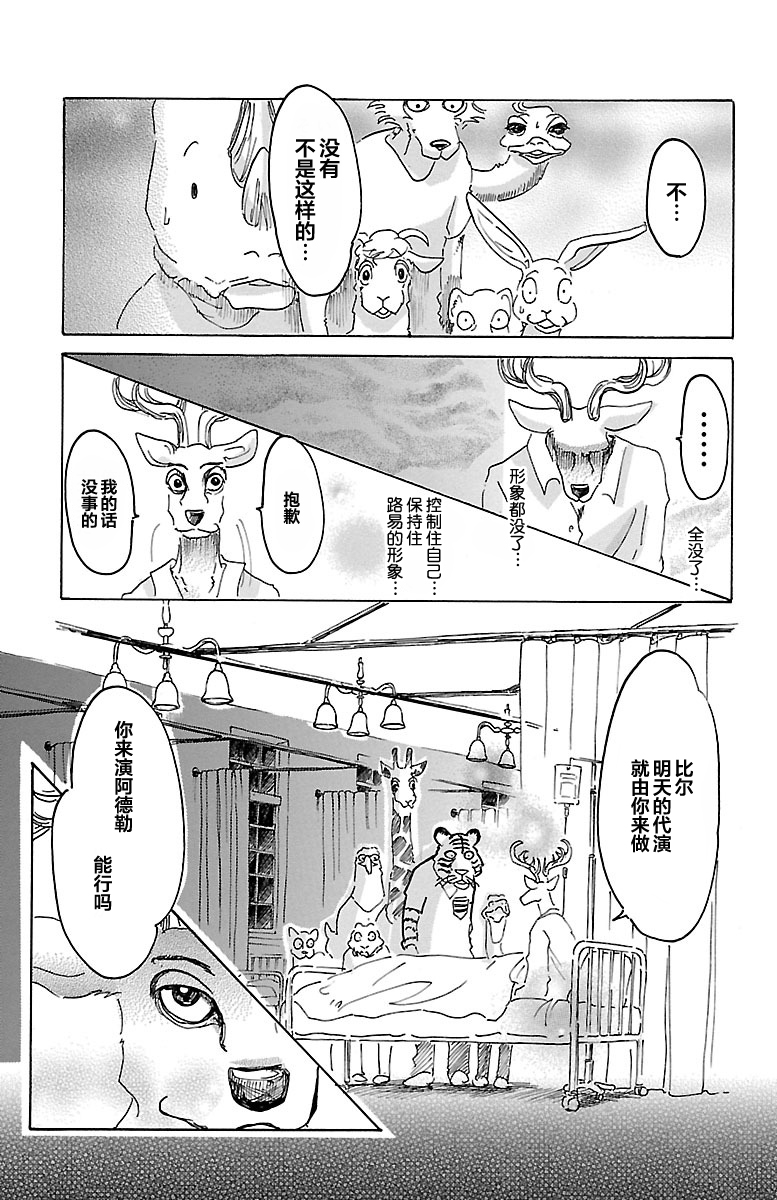 不…
没有
不是这样的…
……
全没了…
形象都没了…
控制住自己…
保持住
路易的形象…
抱歉
我的话
没事的
比尔
明天的代演
就由你来做
你来演阿德勒
能行吗